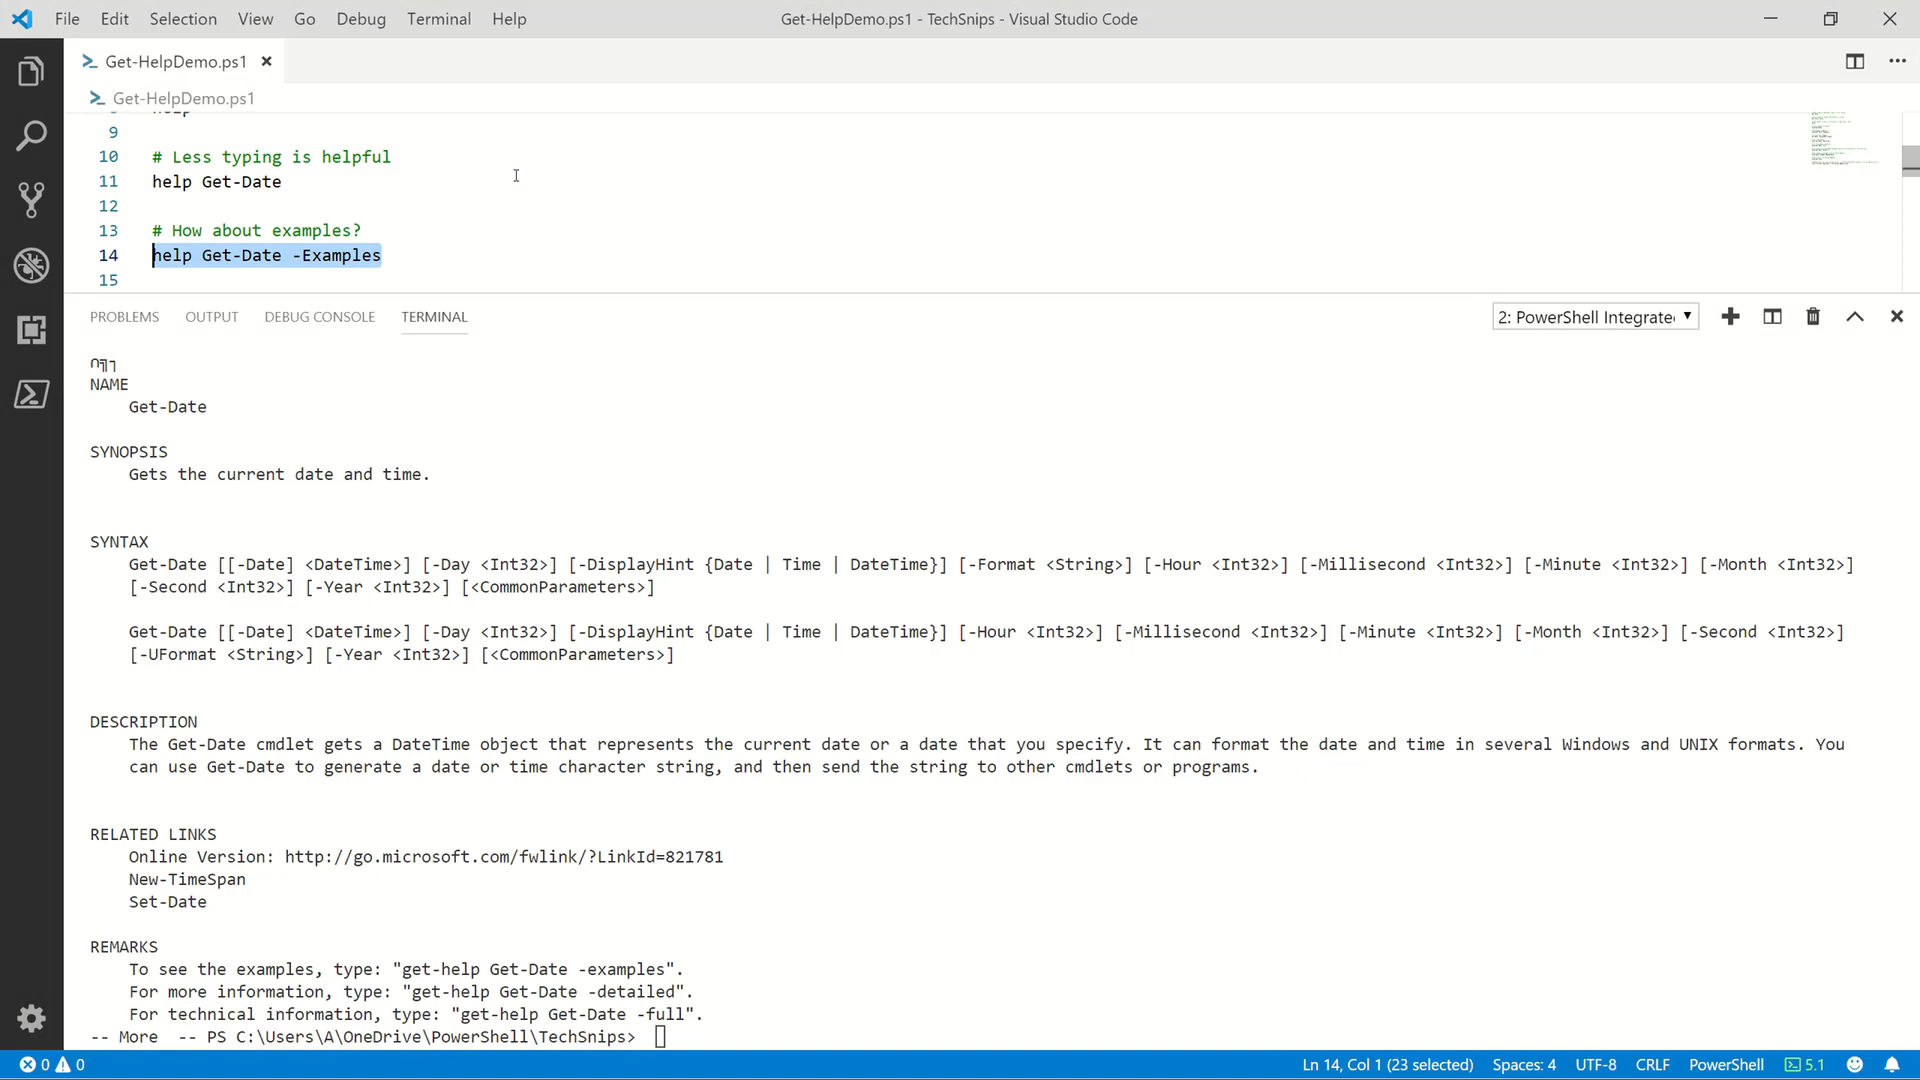 File Edit Selection View Go Debug Terminal Help
Get-HelpDemo.ps1 - TechSnips - Visual Studio Code
Get-HelpDemo.ps1
Get-HelpDemo.ps1
help
9
10 # Less typing is helpful
11 help Get-Date
12
13 # How about examples?
14 help Get-Date -Examples
15
PROBLEMS OUTPUT DEBUG CONSOLE TERMINAL
2: PowerShell Integrate
NAME
Get-Date
SYNOPSIS
Gets the current date and time.
SYNTAX
Get-Date [[-Date] <DateTime>] [-Day <Int32>] [-DisplayHint {Date | Time | DateTime}] [-Format <String>] [-Hour <Int32>] [-Millisecond <Int32>] [-Minute <Int32>] [-Month <Int32>]
[-Second <Int32>] [-Year <Int32>] [<CommonParameters>]
Get-Date [[-Date] <DateTime>] [-Day <Int32>] [-DisplayHint {Date | Time | DateTime}] [-Hour <Int32>] [-Millisecond <Int32>] [-Minute <Int32>] [-Month <Int32>] [-Second <Int32>]
[-UFormat <String>] [-Year <Int32>] [<CommonParameters>]
DESCRIPTION
The Get-Date cmdlet gets a DateTime object that represents the current date or a date that you specify. It can format the date and time in several Windows and UNIX formats. You
can use Get-Date to generate a date or time character string, and then send the string to other cmdlets or programs.
RELATED LINKS
Online Version: http://go.microsoft.com/fwlink/?LinkId=821781
New-TimeSpan
Set-Date
REMARKS
To see the examples, type: "get-help Get-Date -examples".
For more information, type: "get-help Get-Date -detailed".
For technical information, type: "get-help Get-Date -full".
-- More -- PS C:\Users\A\OneDrive\PowerShell\TechSnips>
0 0 Ln 14, Col 1 (23 selected) Spaces: 4 UTF-8 CRLF PowerShell 5.1